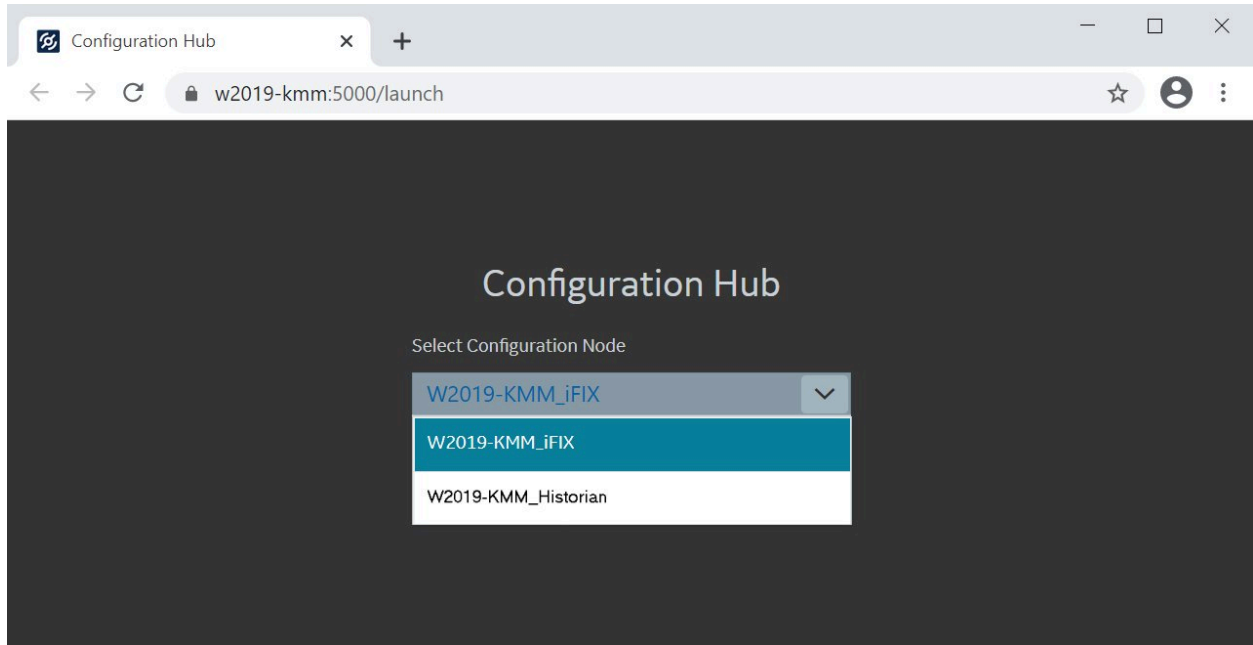 Configuration Hub
w2019-kmm:5000/launch
Configuration Hub
Select Configuration Node
W2019-KMM_iFIX
W2019-KMM_iFIX
W2019-KMM_Historian